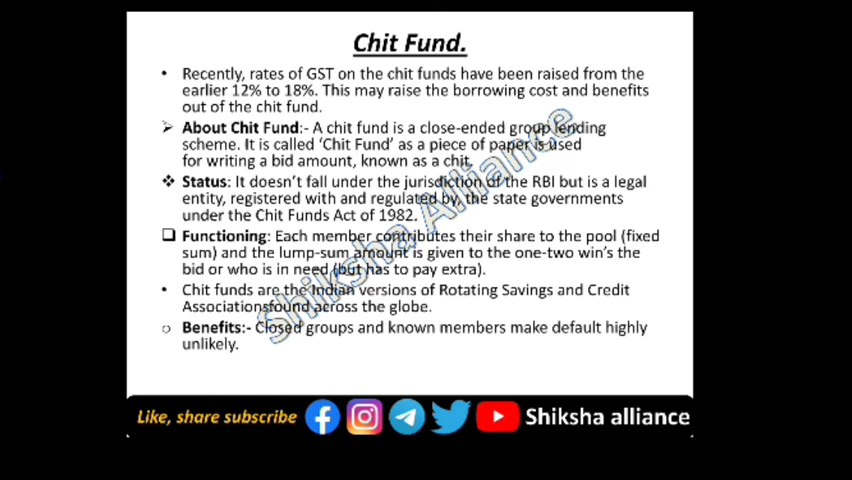 Chit Fund.
• Recently, rates of GST on the chit funds have been raised from the
earlier 12% to 18%. This may raise the borrowing cost and benefits
out of the chit fund.
➢ About Chit Fund:- A chit fund is a close-ended group lending
scheme. It is called ‘Chit Fund’ as a piece of paper is used
for writing a bid amount, known as a chit.
❖ Status: It doesn’t fall under the jurisdiction of the RBI but is a legal
entity, registered with and regulated by, the state governments
under the Chit Funds Act of 1982.
❑ Functioning: Each member contributes their share to the pool (fixed
sum) and the lump-sum amount is given to the one-two win’s the
bid or who is in need (but has to pay extra).
• Chit funds are the Indian versions of Rotating Savings and Credit
Associationsfound across the globe.
o Benefits:- Closed groups and known members make default highly
unlikely.
Shiksha Alliance
Like, share subscribe Shiksha alliance